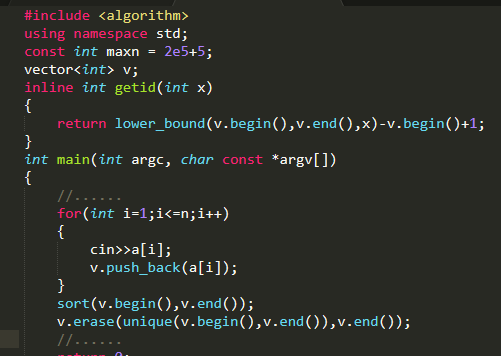 #include <algorithm>
using namespace std;
const int maxn = 2e5+5;
vector<int> v;
inline int getid(int x)
{
    return lower_bound(v.begin(),v.end(),x)-v.begin()+1;
}
int main(int argc, char const *argv[])
{
    //......
    for(int i=1;i<=n;i++)
    {
        cin>>a[i];
        v.push_back(a[i]);
    }
    sort(v.begin(),v.end());
    v.erase(unique(v.begin(),v.end()),v.end());
    //......
    return 0;